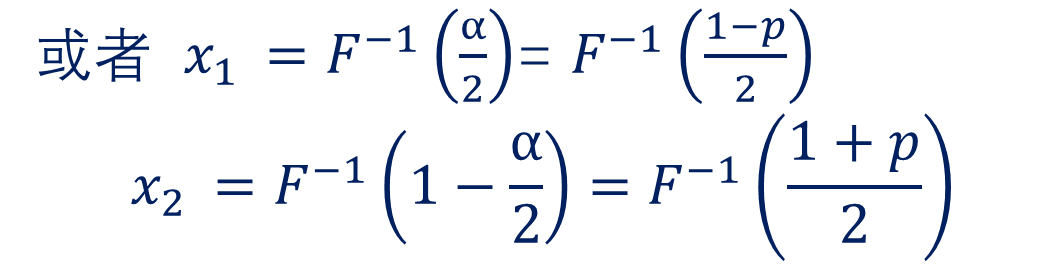 或者 x₁ = F⁻¹(α/2) = F⁻¹((1−p)/2)
x₂ = F⁻¹(1 − α/2) = F⁻¹((1 + p)/2)